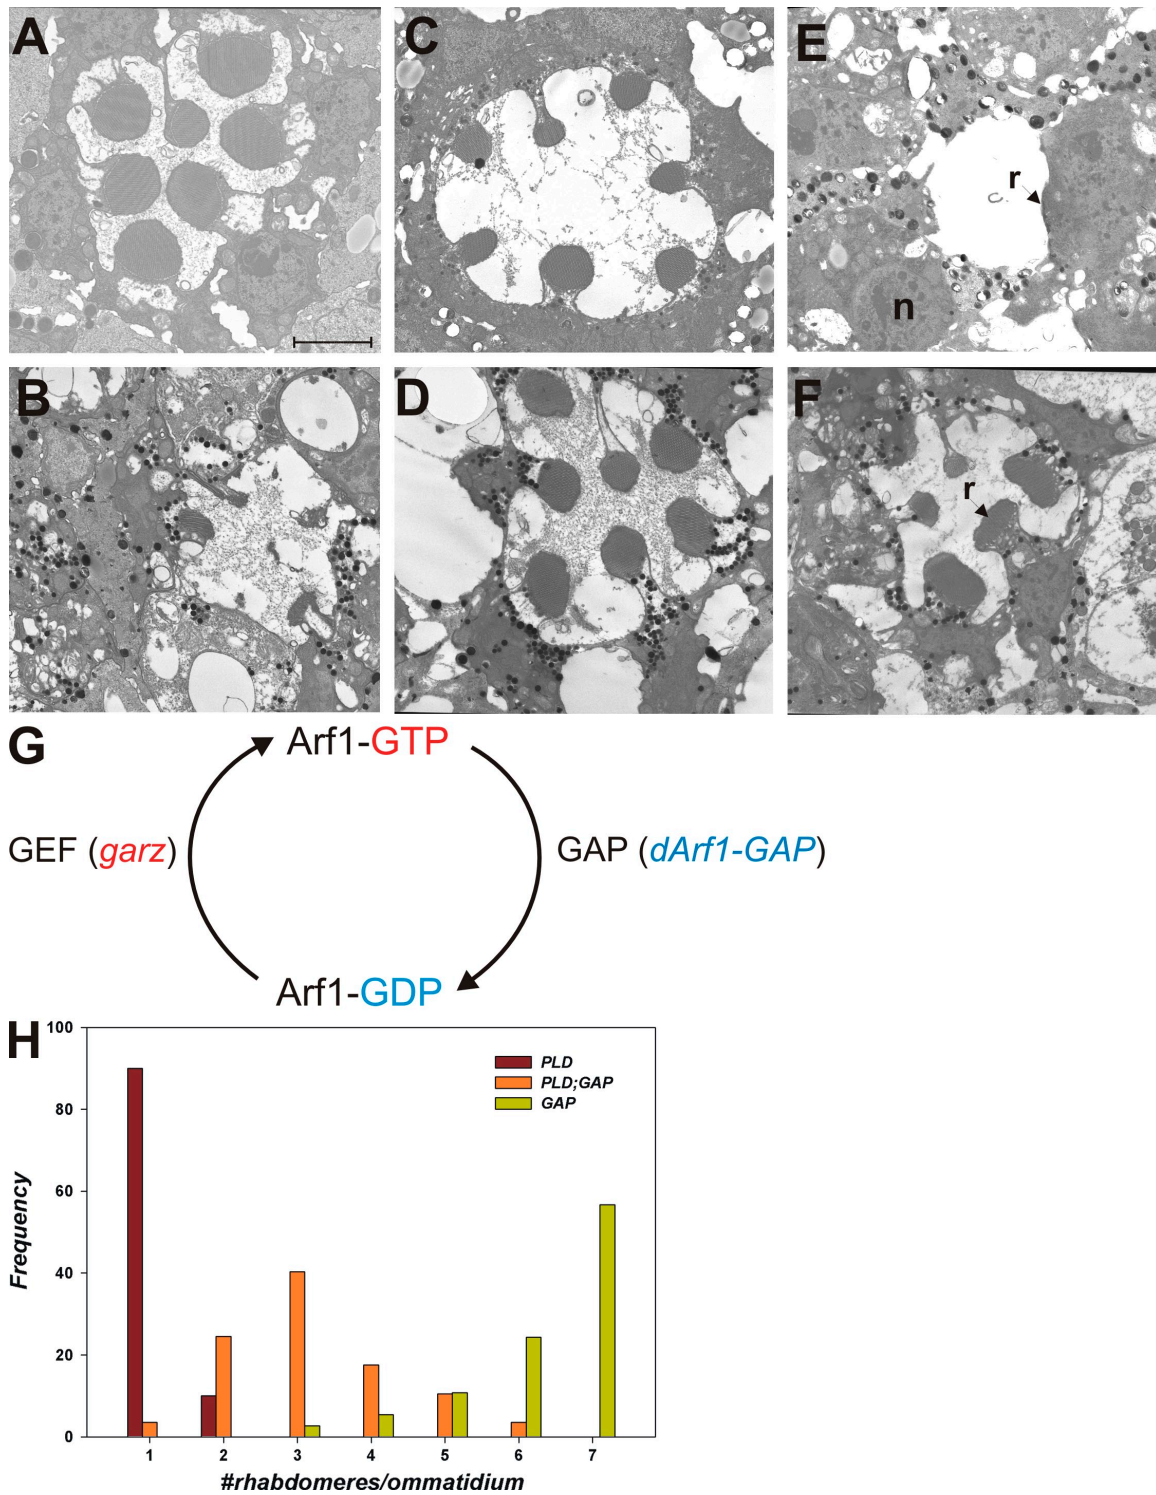 A
C
E
r
n
B
D
F
r
G
Arf1-GTP
GEF (garz)
GAP (dArf1-GAP)
Arf1-GDP
H
100
80
60
40
20
0
Frequency
PLD
PLD;GAP
GAP
1 2 3 4 5 6 7
#rhabdomeres/ommatidium